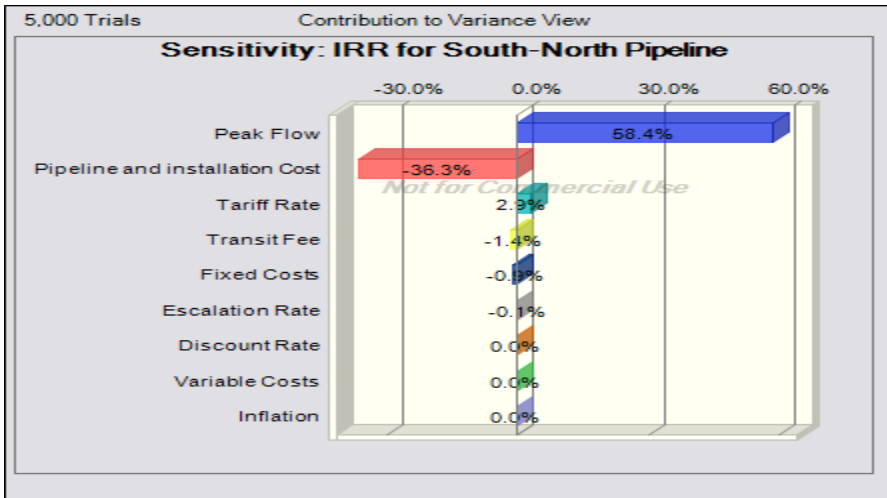 5,000 Trials Contribution to Variance View
Sensitivity: IRR for South-North Pipeline
-30.0% 0.0% 30.0% 60.0%
Peak Flow 58.4%
Pipeline and installation Cost -36.3%
Not for Commercial Use
Tariff Rate 2.9%
Transit Fee -1.4%
Fixed Costs -0.9%
Escalation Rate -0.1%
Discount Rate 0.0%
Variable Costs 0.0%
Inflation 0.0%